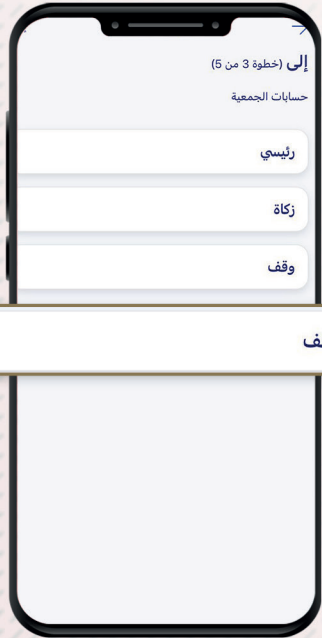 إلى (خطوة 3 من 5)
حسابات الجمعية
رئيسي
زكاة
وقف